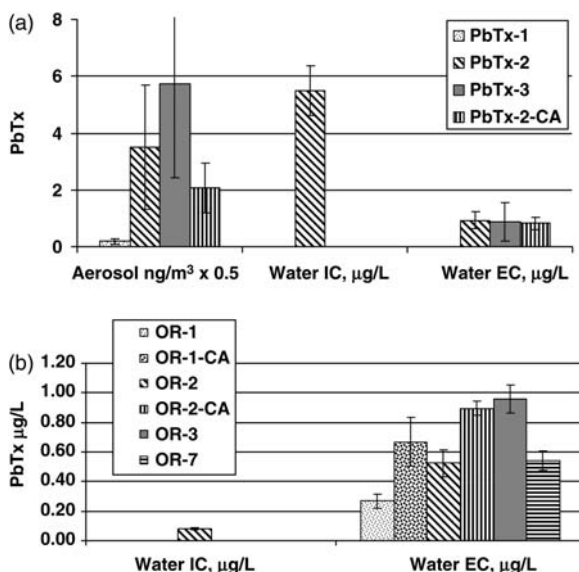 (a)
8
6
4
2
0
PbTx
PbTx-1
PbTx-2
PbTx-3
PbTx-2-CA
Aerosol ng/m³ x 0.5 Water IC, µg/L Water EC, µg/L
(b)
1.20
1.00
0.80
0.60
0.40
0.20
0.00
PbTx µg/L
OR-1
OR-1-CA
OR-2
OR-2-CA
OR-3
OR-7
Water IC, µg/L Water EC, µg/L